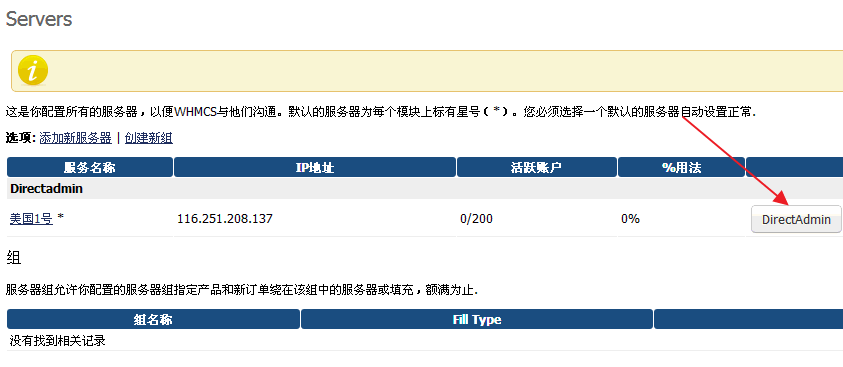 Servers
这是你配置所有的服务器，以便WHMCS与他们沟通。默认的服务器为每个模块上标有星号（*）。您必须选择一个默认的服务器自动设置正常.
选项: 添加新服务器 | 创建新组
服务名称 IP地址 活跃账户 %用法
Directadmin
美国1号 * 116.251.208.137 0/200 0% DirectAdmin
组
服务器组允许你配置的服务器组指定产品和新订单绕在该组中的服务器或填充，额满为止.
组名称 Fill Type
没有找到相关记录